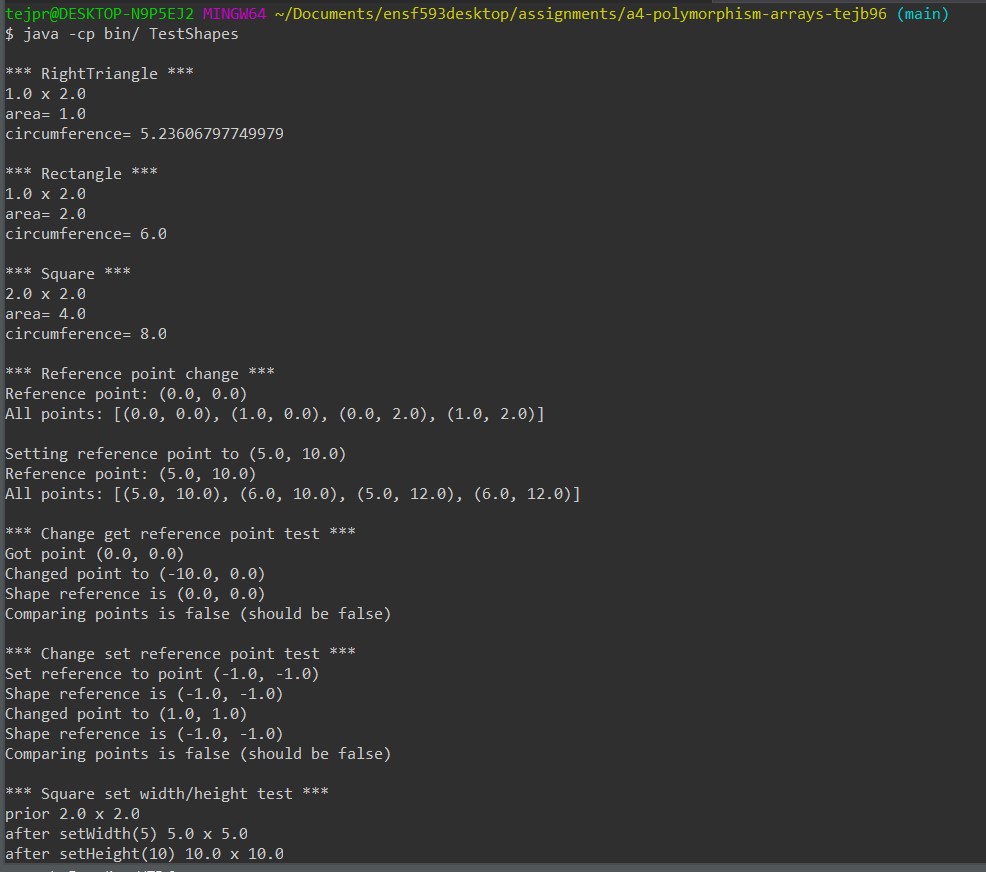 tejpr@DESKTOP-N9P5EJ2 MINGW64 ~/Documents/ensf593desktop/assignments/a4-polymorphism-arrays-tejb96 (main)
$ java -cp bin/ TestShapes
*** RightTriangle ***
1.0 x 2.0
area= 1.0
circumference= 5.23606797749979
*** Rectangle ***
1.0 x 2.0
area= 2.0
circumference= 6.0
*** Square ***
2.0 x 2.0
area= 4.0
circumference= 8.0
*** Reference point change ***
Reference point: (0.0, 0.0)
All points: [(0.0, 0.0), (1.0, 0.0), (0.0, 2.0), (1.0, 2.0)]
Setting reference point to (5.0, 10.0)
Reference point: (5.0, 10.0)
All points: [(5.0, 10.0), (6.0, 10.0), (5.0, 12.0), (6.0, 12.0)]
*** Change get reference point test ***
Got point (0.0, 0.0)
Changed point to (-10.0, 0.0)
Shape reference is (0.0, 0.0)
Comparing points is false (should be false)
*** Change set reference point test ***
Set reference to point (-1.0, -1.0)
Shape reference is (-1.0, -1.0)
Changed point to (1.0, 1.0)
Shape reference is (-1.0, -1.0)
Comparing points is false (should be false)
*** Square set width/height test ***
prior 2.0 x 2.0
after setWidth(5) 5.0 x 5.0
after setHeight(10) 10.0 x 10.0